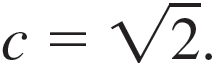 c = √2.